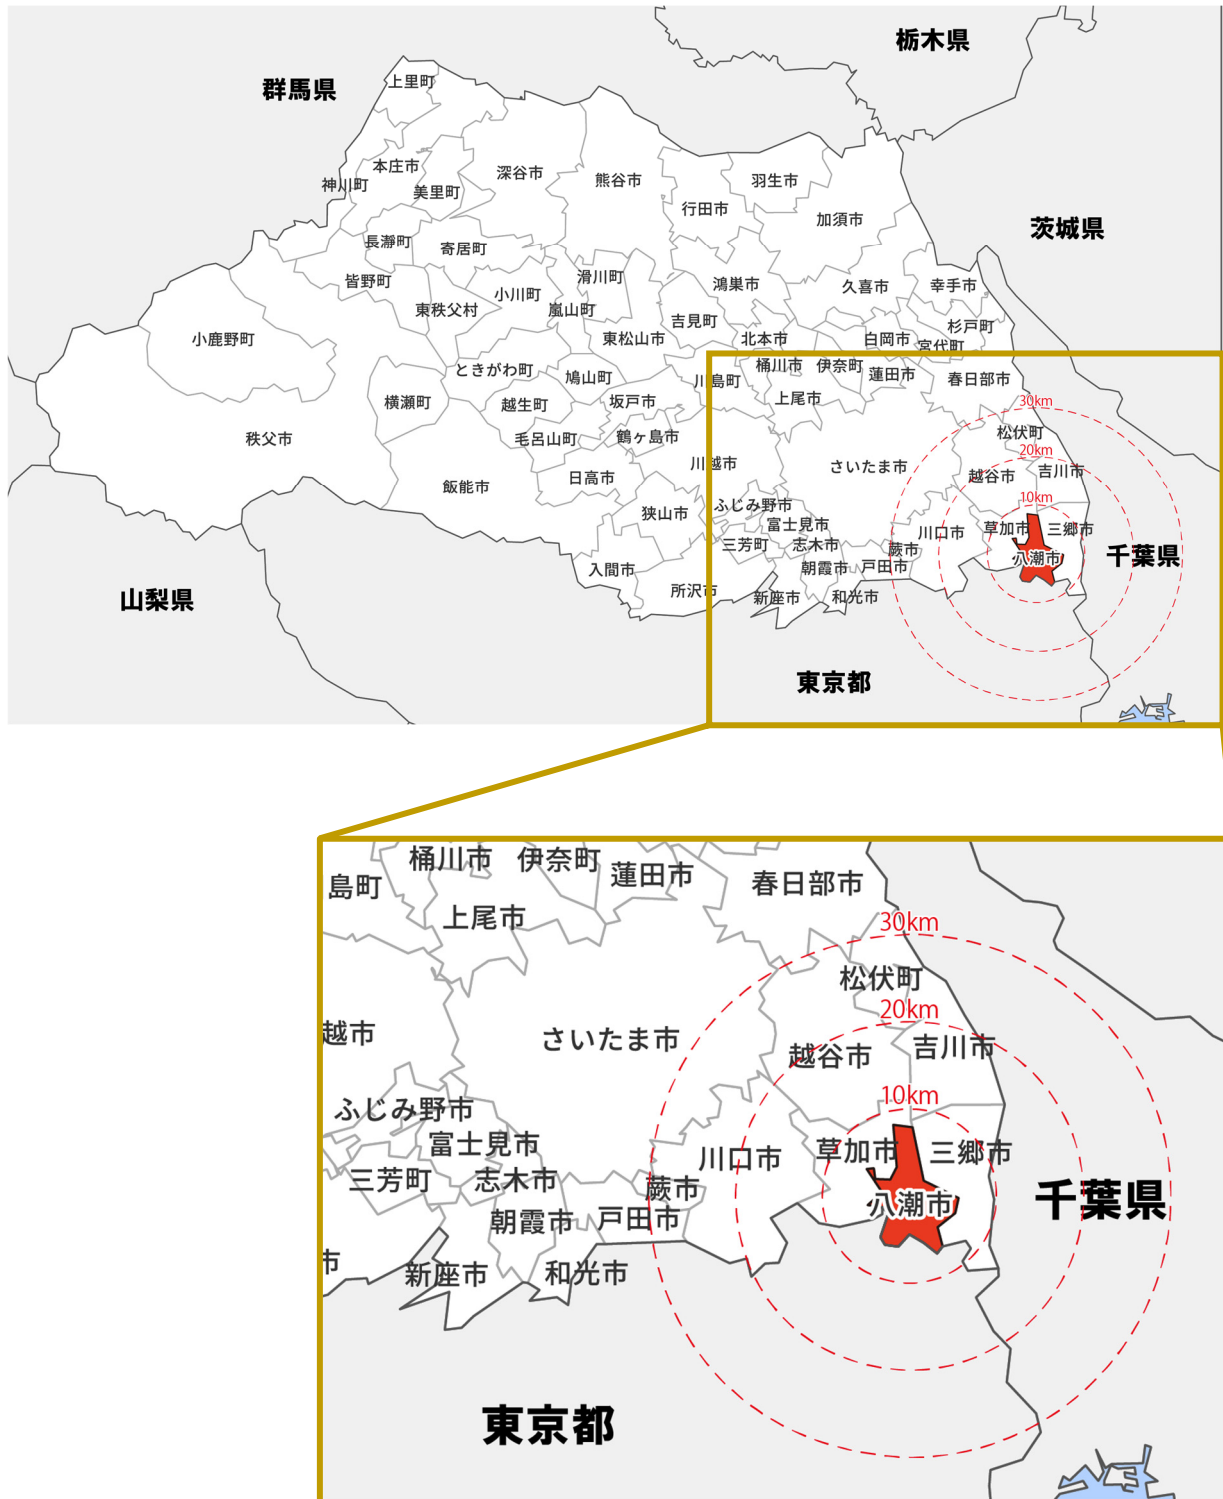 栃木県
群馬県
上里町
本庄市
神川町
美里町
深谷市
熊谷市
羽生市
行田市
加須市
茨城県
長瀞町
寄居町
皆野町
東秩父村
小川町
滑川町
嵐山町
鴻巣市
久喜市
幸手市
小鹿野町
吉見町
東松山市
北本市
白岡市
杉戸町
宮代町
ときがわ町
鳩山町
川島町
桶川市
伊奈町
蓮田市
春日部市
横瀬町
越生町
坂戸市
上尾市
30km
秩父市
毛呂山町
鶴ヶ島市
松伏町
20km
川越市
さいたま市
越谷市
吉川市
飯能市
日高市
10km
狭山市
ふじみ野市
富士見市
川口市
草加市
三郷市
三芳町
志木市
蕨市
八潮市
千葉県
入間市
朝霞市
戸田市
所沢市
新座市
和光市
山梨県
東京都
桶川市
伊奈町
蓮田市
島町
春日部市
上尾市
30km
松伏町
20km
越市
さいたま市
越谷市
吉川市
10km
ふじみ野市
富士見市
川口市
草加市
三郷市
三芳町
志木市
蕨市
八潮市
千葉県
朝霞市
戸田市
市
新座市
和光市
東京都